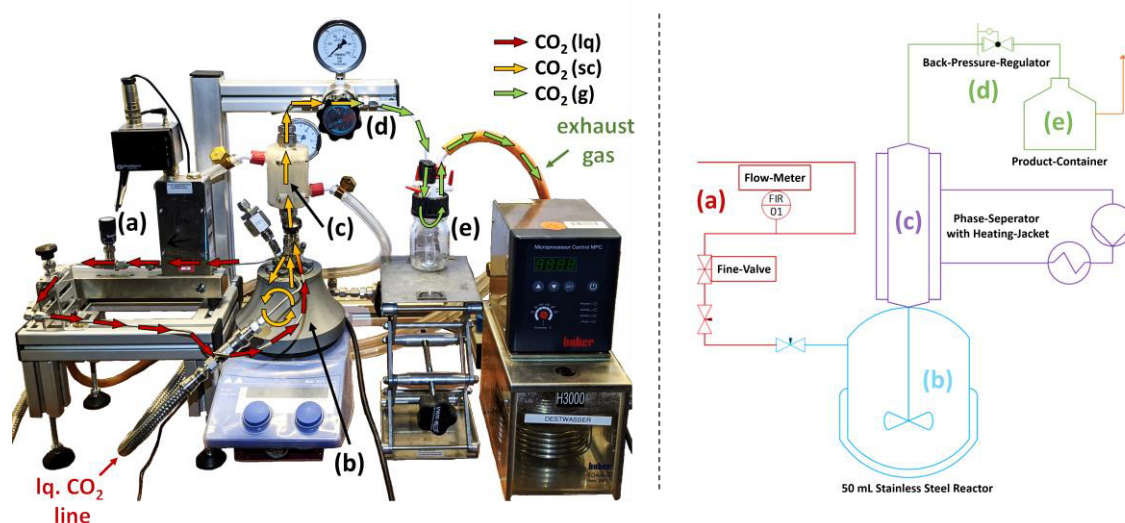 CO2 (lq)
CO2 (sc)
CO2 (g)
exhaust
gas
(d)
(a)
(c)
(e)
(b)
Microprocessor Control MPC
huber
H3000
DESTWASSER
huber
lq. CO2
line
Back-Pressure-Regulator
(d)
(e)
Product-Container
(a)
Flow-Meter
FIR
01
Fine-Valve
(c)
Phase-Seperator
with Heating-Jacket
(b)
50 mL Stainless Steel Reactor